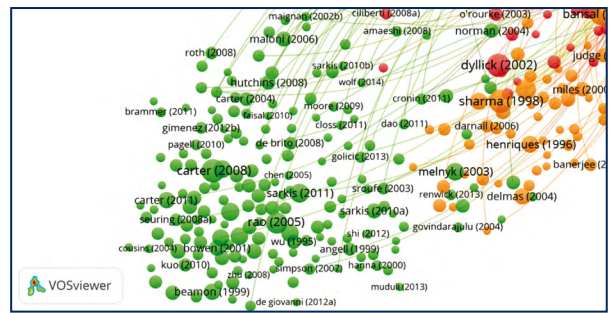 maignan (2002b)
ciliberti (2008a)
o'rourke (2003)
bansal (
maloni (2006)
amaeshi (2008)
norman (2004)
roth (2008)
judge (
sarkis (2010b)
dyllick (2002)
hutchins (2008)
wolf (2014)
miles (2000
carter (2004)
moore (2009)
cronin (2011)
sharma (1998)
brammer (2011)
faisal (2010)
gimenez (2012b)
closs (2011)
dao (2011)
darnall (2006)
pagell (2010)
de brito (2008)
henriques (1996)
golicic (2013)
carter (2008)
chen (2005)
melnyk (2003)
banerjee (2
sarkis (2011)
sroufe (2003)
renwick (2013)
delmas (2004)
carter (2011)
seuring (2008a)
rao (2005)
sarkis (2010a)
govindarajulu (2004)
shi (2012)
cousins (2004)
bowen (2001)
wu (1995)
angell (1999)
kuo (2010)
zhu (2008)
simpson (2007)
hanna (2000)
beamon (1999)
muduli (2013)
de giovanni (2012a)
VOSviewer